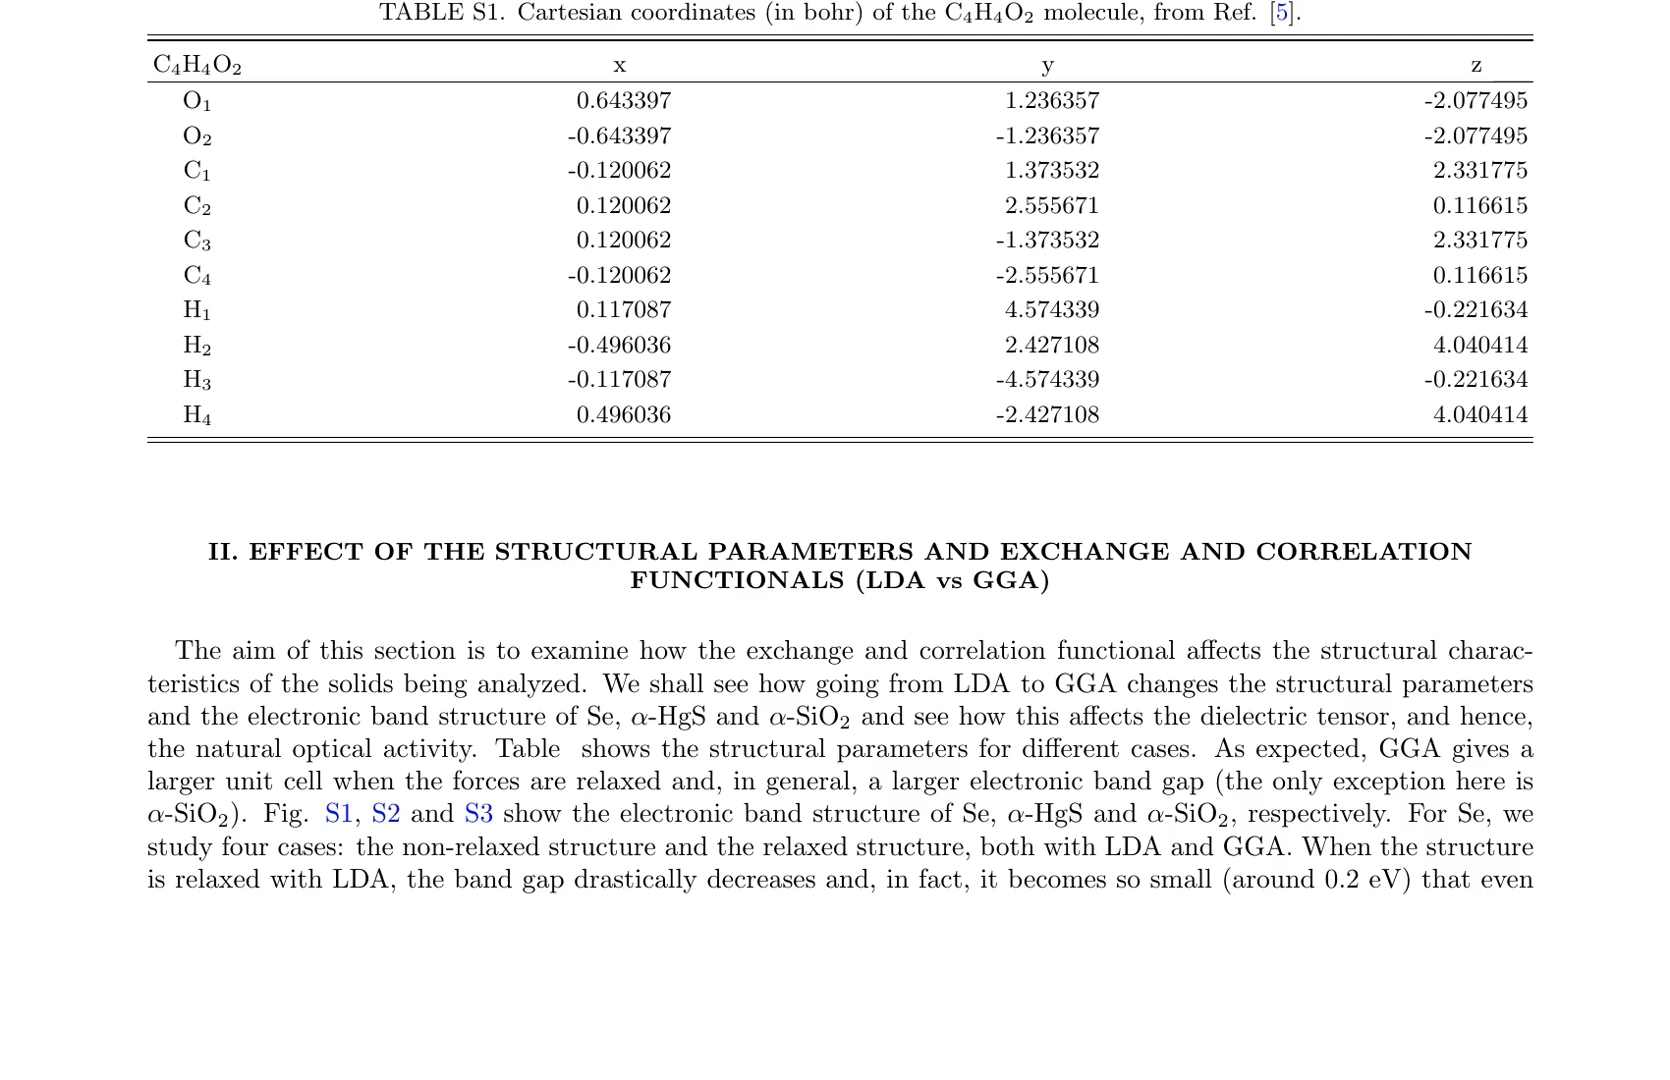 TABLE S1. Cartesian coordinates (in bohr) of the C₄H₄O₂ molecule, from Ref. [5].
C₄H₄O₂ x y z
O₁ 0.643397 1.236357 -2.077495
O₂ -0.643397 -1.236357 -2.077495
C₁ -0.120062 1.373532 2.331775
C₂ 0.120062 2.555671 0.116615
C₃ 0.120062 -1.373532 2.331775
C₄ -0.120062 -2.555671 0.116615
H₁ 0.117087 4.574339 -0.221634
H₂ -0.496036 2.427108 4.040414
H₃ -0.117087 -4.574339 -0.221634
H₄ 0.496036 -2.427108 4.040414
II. EFFECT OF THE STRUCTURAL PARAMETERS AND EXCHANGE AND CORRELATION
FUNCTIONALS (LDA vs GGA)
The aim of this section is to examine how the exchange and correlation functional affects the structural charac-
teristics of the solids being analyzed. We shall see how going from LDA to GGA changes the structural parameters
and the electronic band structure of Se, α-HgS and α-SiO₂ and see how this affects the dielectric tensor, and hence,
the natural optical activity. Table shows the structural parameters for different cases. As expected, GGA gives a
larger unit cell when the forces are relaxed and, in general, a larger electronic band gap (the only exception here is
α-SiO₂). Fig. S1, S2 and S3 show the electronic band structure of Se, α-HgS and α-SiO₂, respectively. For Se, we
study four cases: the non-relaxed structure and the relaxed structure, both with LDA and GGA. When the structure
is relaxed with LDA, the band gap drastically decreases and, in fact, it becomes so small (around 0.2 eV) that even